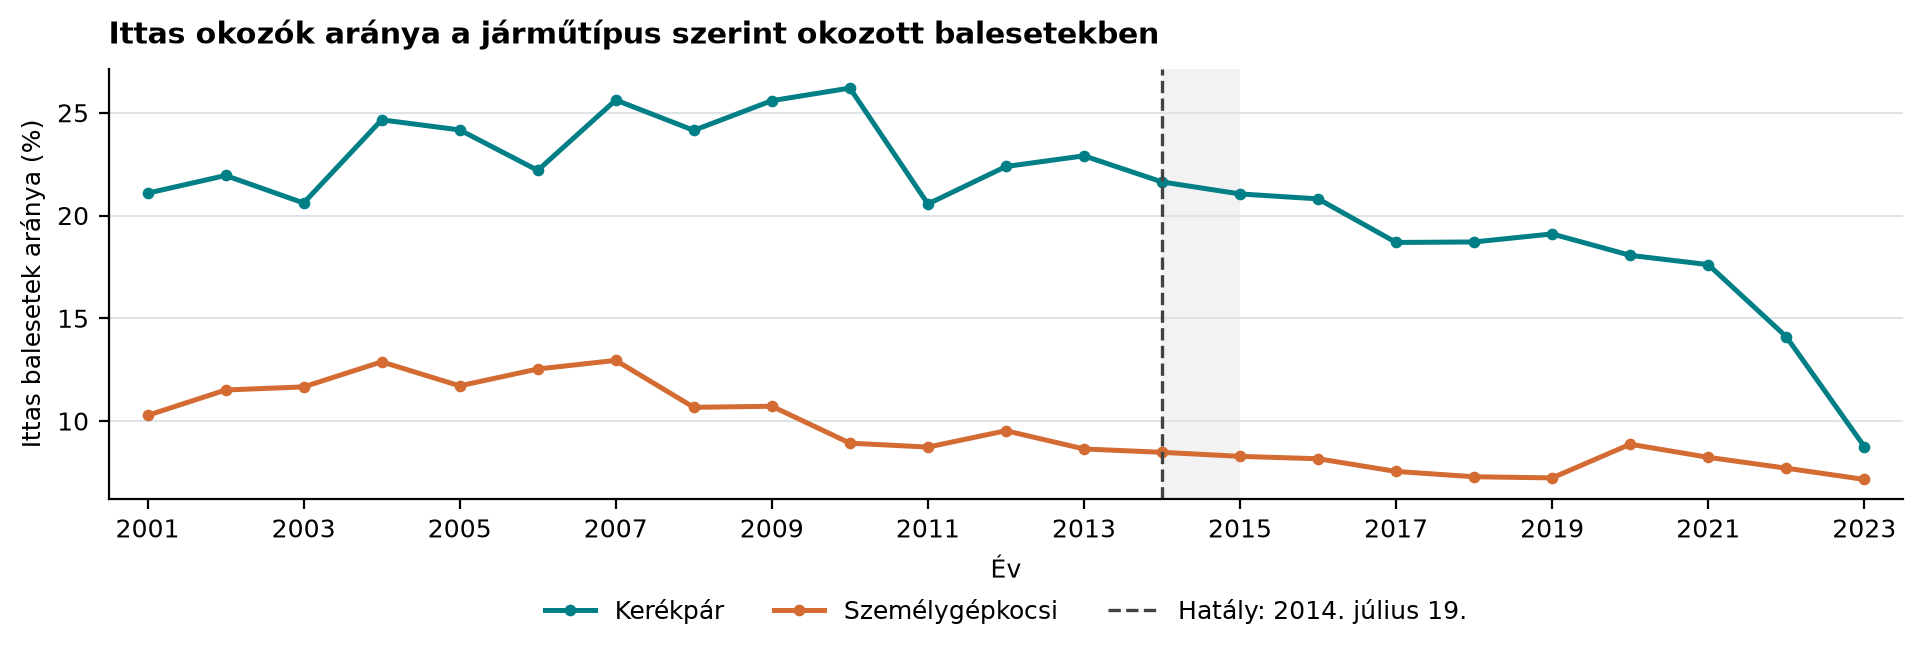 Ittas okozók aránya a járműtípus szerint okozott balesetekben
Ittas balesetek aránya (%)
25
20
15
10
2001 2003 2005 2007 2009 2011 2013 2015 2017 2019 2021 2023
Év
Kerékpár Személygépkocsi Hatály: 2014. július 19.